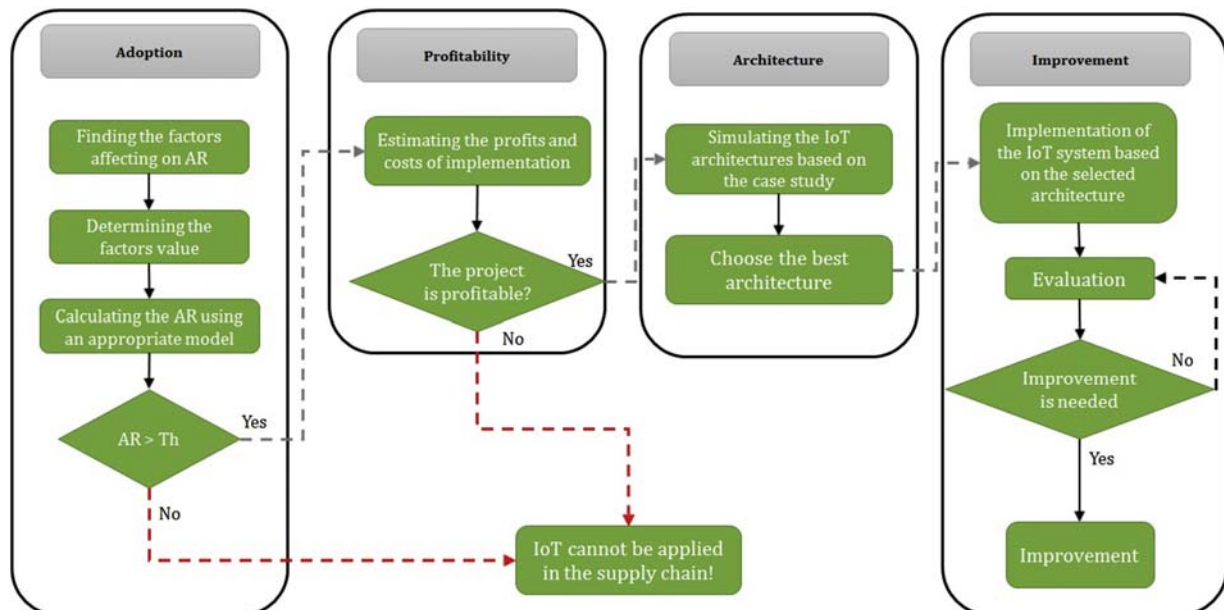 Adoption
Finding the factors
affecting on AR
Determining the
factors value
Calculating the AR using
an appropriate model
AR > Th
Yes
No
Profitability
Estimating the profits and
costs of implementation
The project
is profitable?
Yes
No
IoT cannot be applied
in the supply chain!
Architecture
Simulating the IoT
architectures based on
the case study
Choose the best
architecture
Improvement
Implementation of
the IoT system based
on the selected
architecture
Evaluation
Improvement
is needed
No
Yes
Improvement